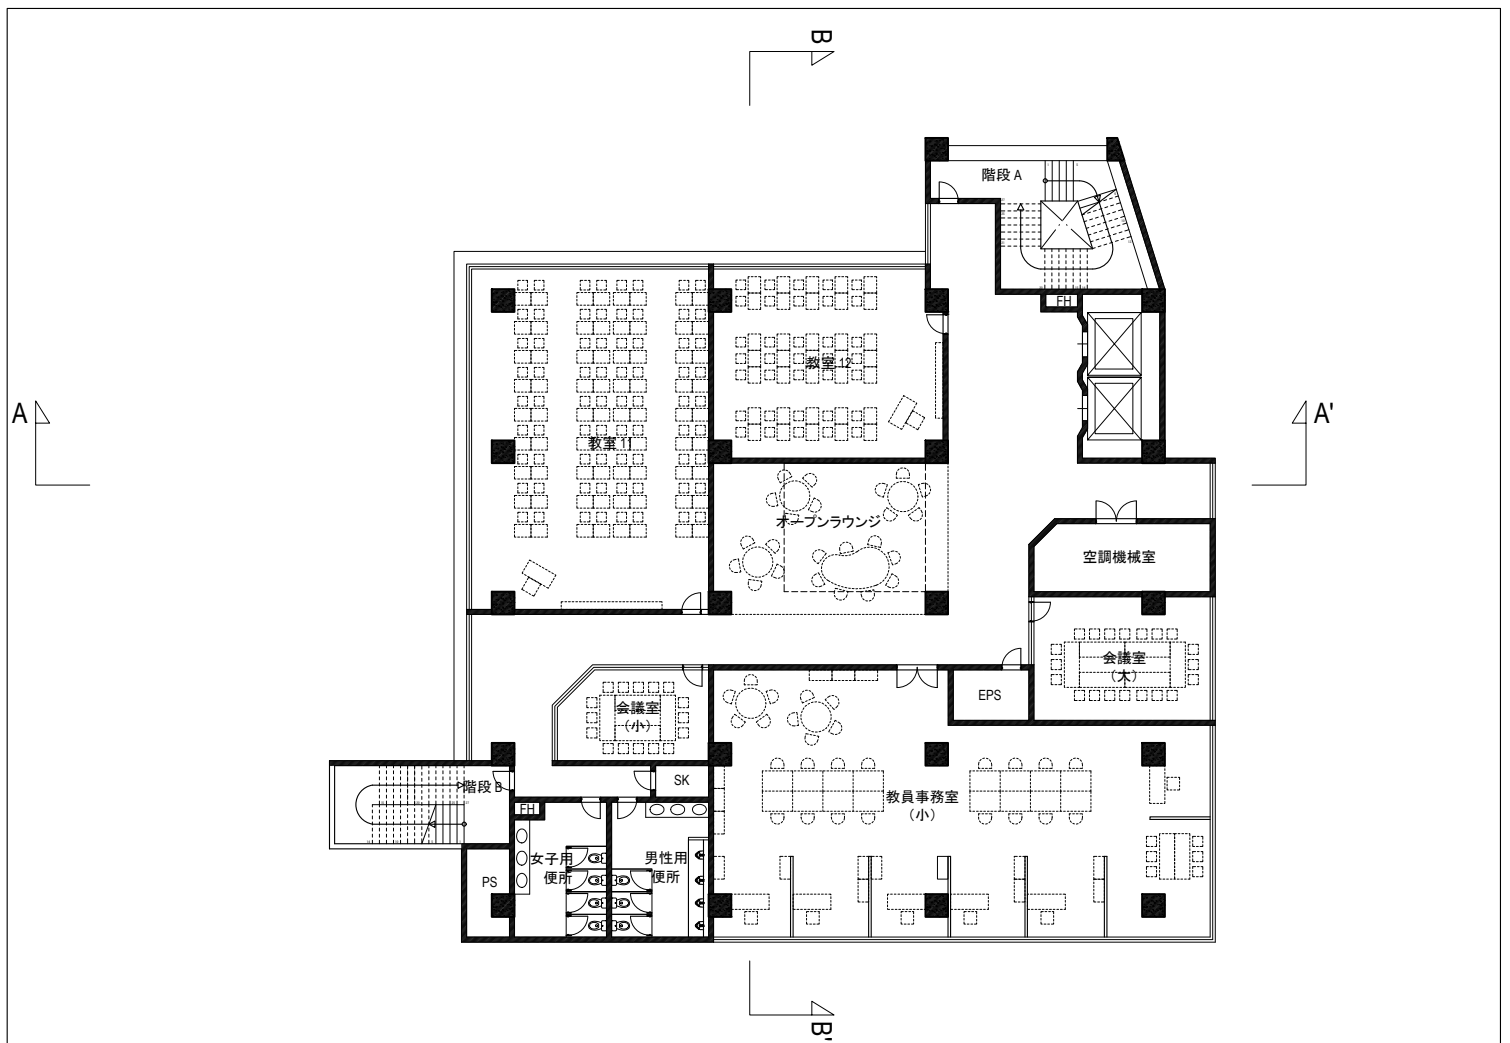 B
階段 A
FH
教室 12
A
A'
教室 11
オープンラウンジ
空調機械室
会議室
(大)
EPS
会議室
(小)
SK
階段 B
教員事務室
(小)
FH
女子用
便所
男性用
便所
PS
B'